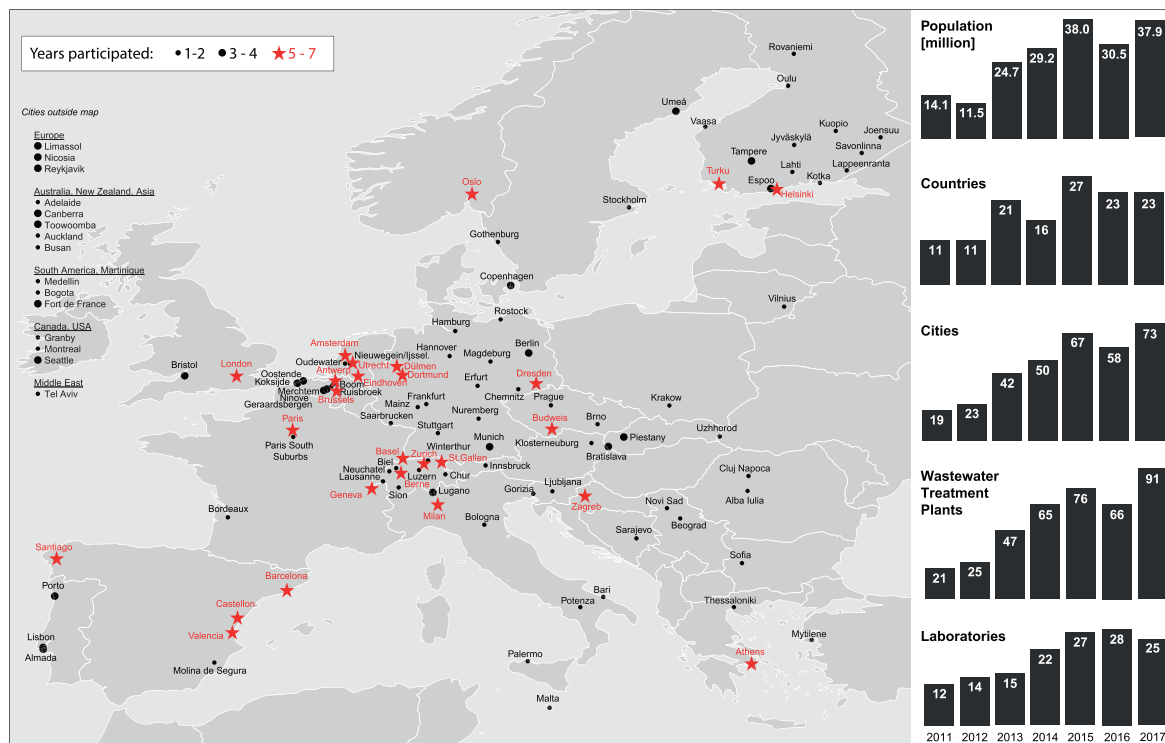 Years participated: 1-2 3 - 4 5 - 7
Cities outside map
Europe
Limassol
Nicosia
Reykjavik
Australia, New Zealand, Asia
Adelaide
Canberra
Toowoomba
Auckland
Busan
South America, Martinique
Medellin
Bogota
Fort de France
Canada, USA
Granby
Montreal
Seattle
Middle East
Tel Aviv
Rovaniemi
Oulu
Umeå
Vaasa
Kuopio
Joensuu
Jyväskylä
Savonlinna
Tampere
Lahti
Lappeenranta
Turku
Espoo
Kotka
Helsinki
Oslo
Stockholm
Gothenburg
Copenhagen
Vilnius
Rostock
Hamburg
Amsterdam
Nieuwegein/Ijssel.
Hannover
Berlin
Oudewater
Utrecht
Dülmen
Magdeburg
Bristol
London
Oostende
Antwerp
Eindhoven
Dortmund
Dresden
Koksijde
Boom
Erfurt
Merchtem
Ruisbroek
Chemnitz
Ninove
Brussels
Frankfurt
Prague
Geraardsbergen
Mainz
Krakow
Paris
Saarbrucken
Nuremberg
Budweis
Brno
Uzhhorod
Paris South
Suburbs
Stuttgart
Klosterneuburg
Piestany
Munich
Bratislava
Basel
Zurich
Winterthur
St.Gallen
Biel
Innsbruck
Neuchatel
Luzern
Chur
Lausanne
Berne
Cluj Napoca
Geneva
Sion
Lugano
Gorizia
Ljubljana
Alba Iulia
Milan
Zagreb
Novi Sad
Bordeaux
Bologna
Beograd
Sarajevo
Santiago
Sofia
Porto
Barcelona
Bari
Castellon
Potenza
Thessaloniki
Valencia
Lisbon
Almada
Mytilene
Molina de Segura
Palermo
Athens
Malta
Population
[million]
14.1 11.5 24.7 29.2 38.0 30.5 37.9
Countries
11 11 21 16 27 23 23
Cities
19 23 42 50 67 58 73
Wastewater
Treatment
Plants
21 25 47 65 76 66 91
Laboratories
12 14 15 22 27 28 25
2011 2012 2013 2014 2015 2016 2017